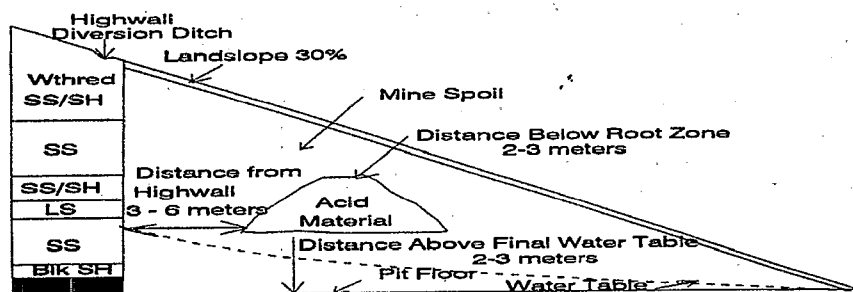 Highwall
Diversion Ditch
Landslope 30%
Wthred
SS/SH
Mine Spoil
SS
Distance Below Root Zone
2-3 meters
SS/SH
LS
SS
Blk SH
Distance from
Highwall
3 - 6 meters
Acid
Material
Distance Above Final Water Table
2-3 meters
Pit Floor
Water Table